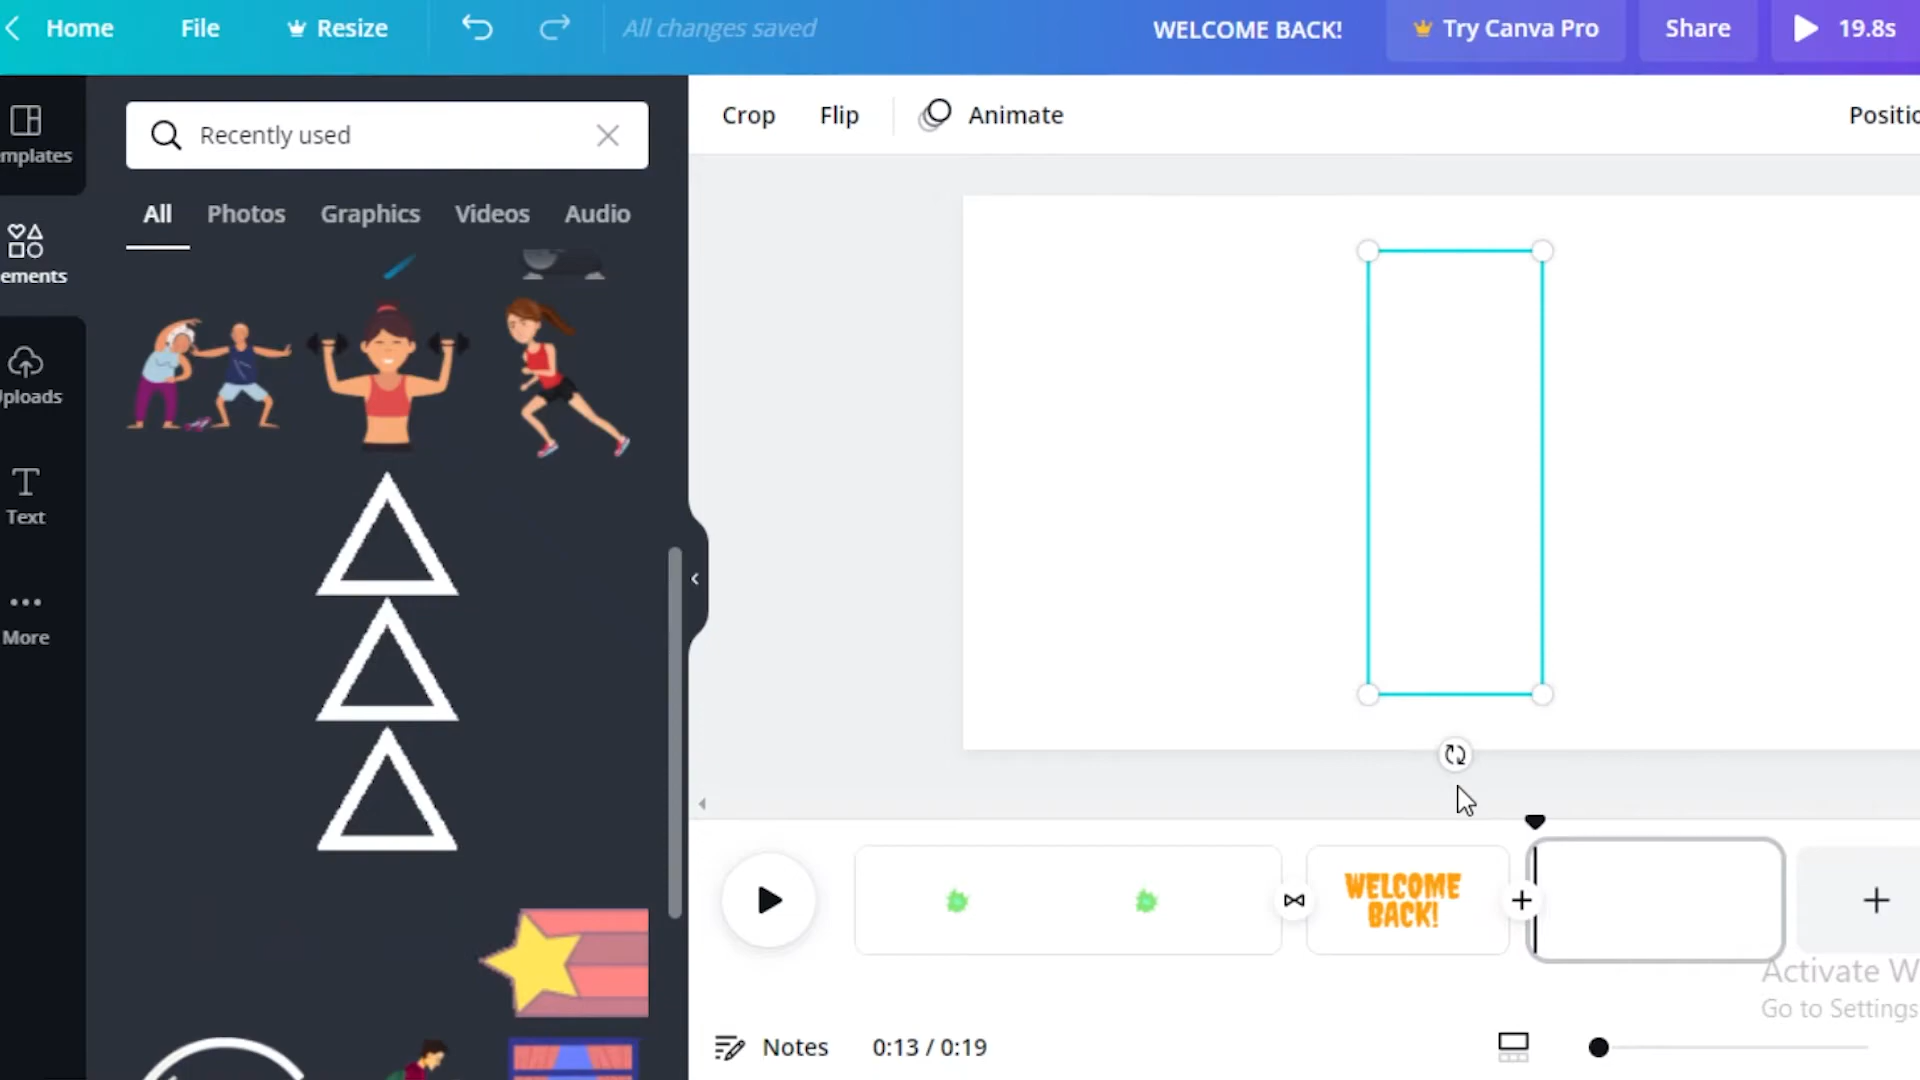 Home File Resize All changes saved WELCOME BACK! Try Canva Pro Share 19.8s
mplates
ements
ploads
Text
More
Recently used
All Photos Graphics Videos Audio
Crop Flip Animate Positio
WELCOME
BACK!
Activate W
Go to Settings
Notes 0:13 / 0:19